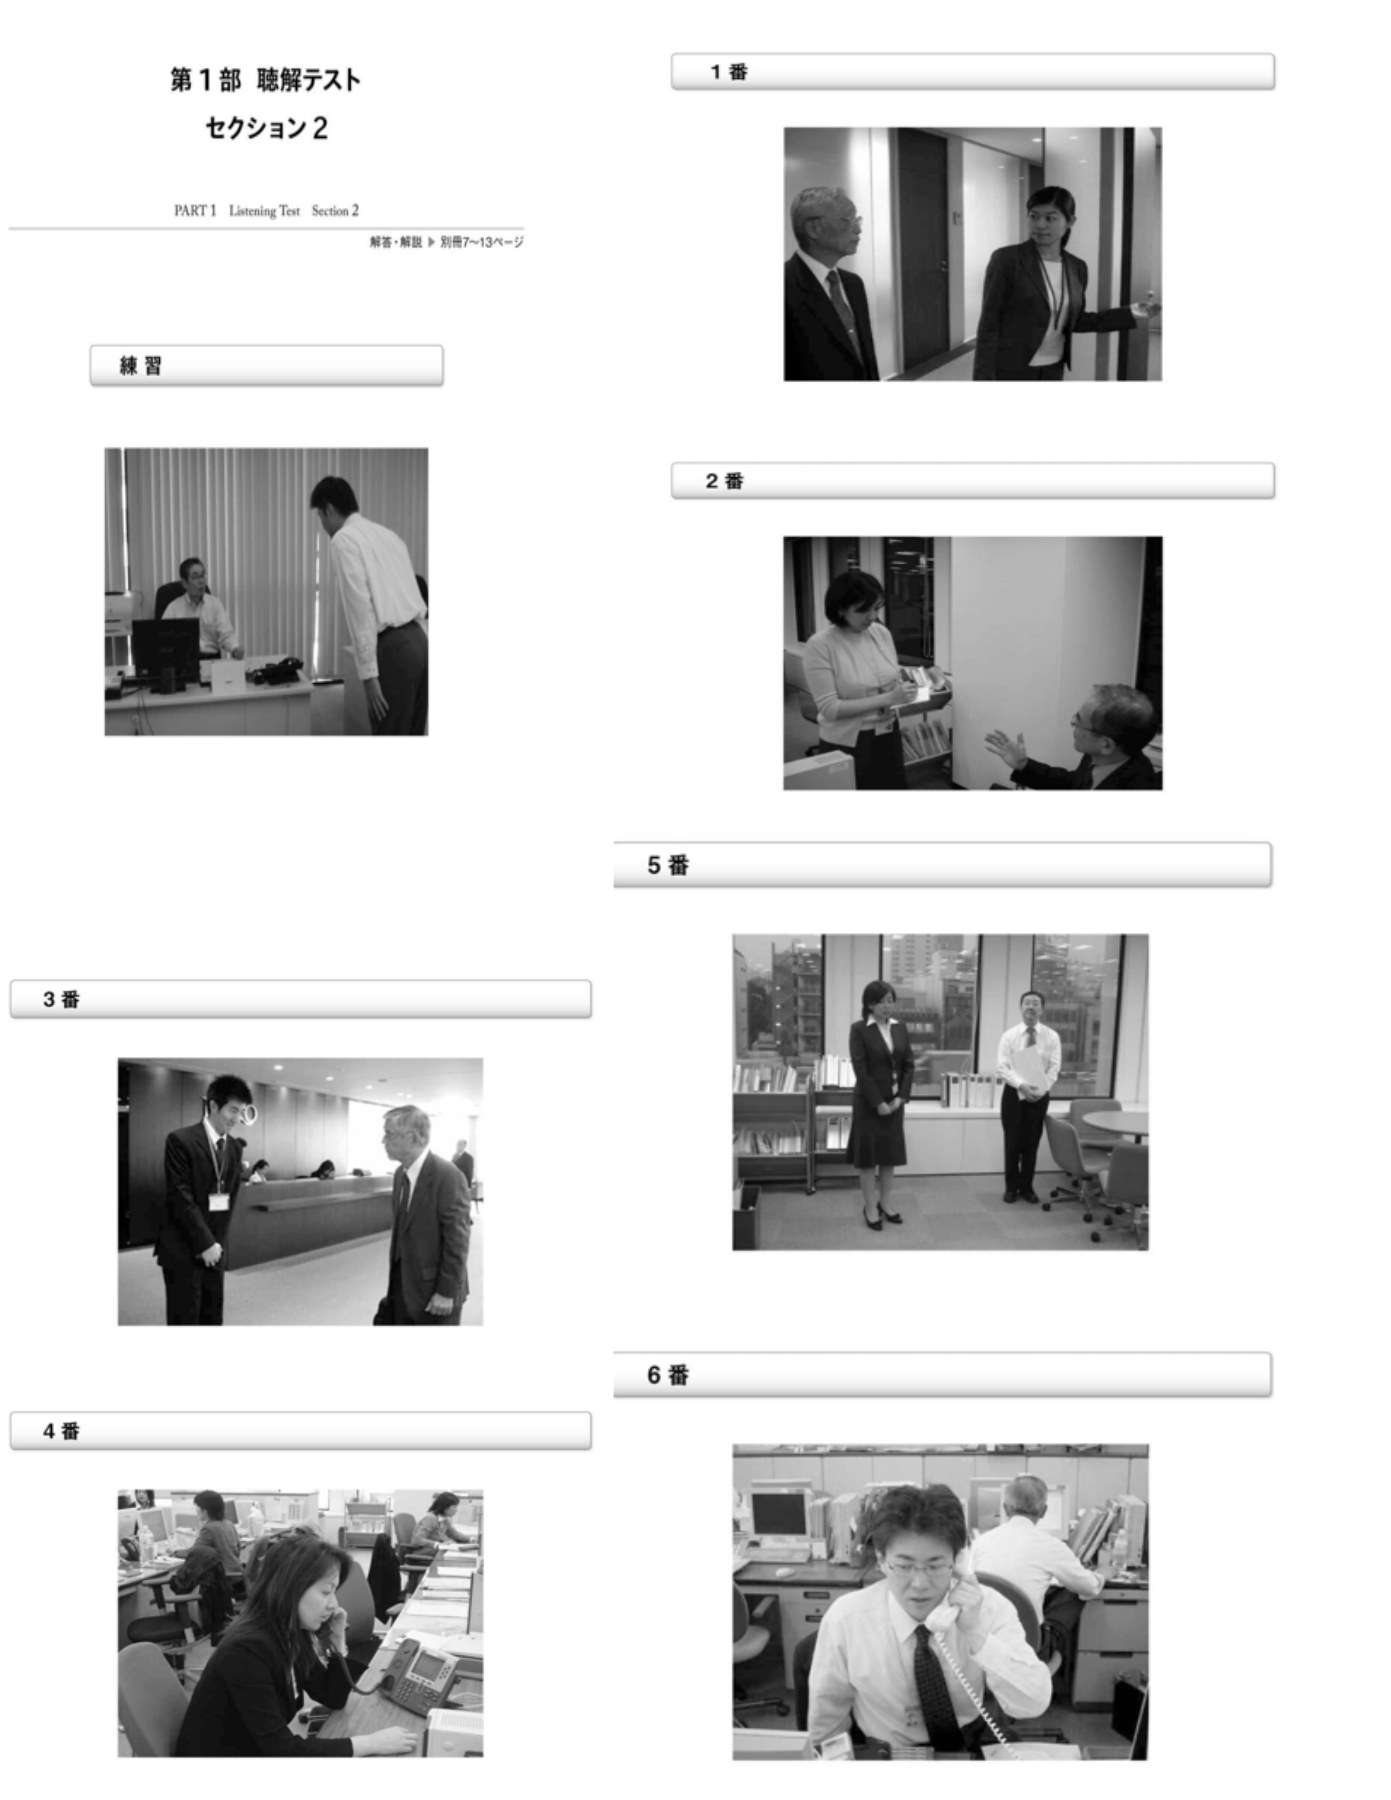 第1部 聴解テスト
セクション2
PART 1 Listening Test Section 2
解答・解説 ▶ 別冊7～13ページ
練習
1番
2番
3番
4番
5番
6番